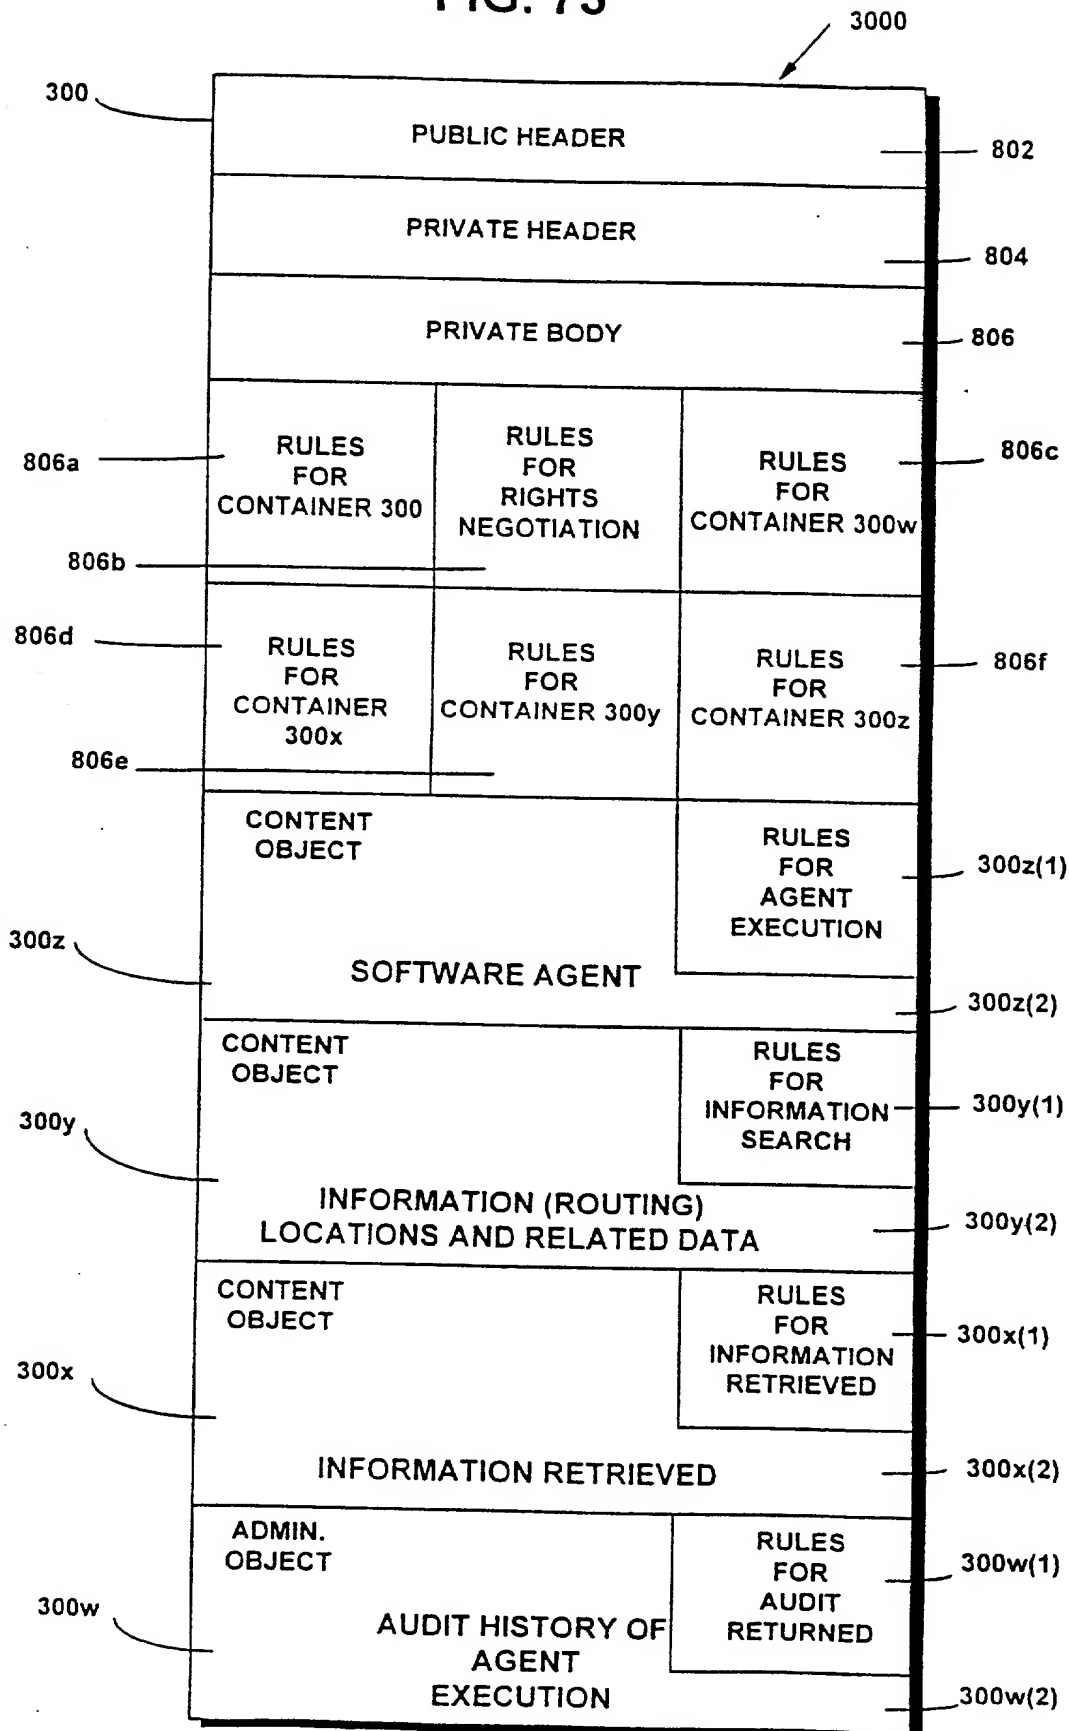 FIG. 73
3000
300
PUBLIC HEADER
802
PRIVATE HEADER
804
PRIVATE BODY
806
806a
RULES
FOR
CONTAINER 300
806b
RULES
FOR
RIGHTS
NEGOTIATION
RULES
FOR
CONTAINER 300w
806c
806d
RULES
FOR
CONTAINER
300x
806e
RULES
FOR
CONTAINER 300y
RULES
FOR
CONTAINER 300z
806f
CONTENT
OBJECT
RULES
FOR
AGENT
EXECUTION
300z(1)
300z
SOFTWARE AGENT
300z(2)
CONTENT
OBJECT
RULES
FOR
INFORMATION
SEARCH
300y(1)
300y
INFORMATION (ROUTING)
LOCATIONS AND RELATED DATA
300y(2)
CONTENT
OBJECT
RULES
FOR
INFORMATION
RETRIEVED
300x(1)
300x
INFORMATION RETRIEVED
300x(2)
ADMIN.
OBJECT
RULES
FOR
AUDIT
RETURNED
300w(1)
300w
AUDIT HISTORY OF
AGENT
EXECUTION
300w(2)